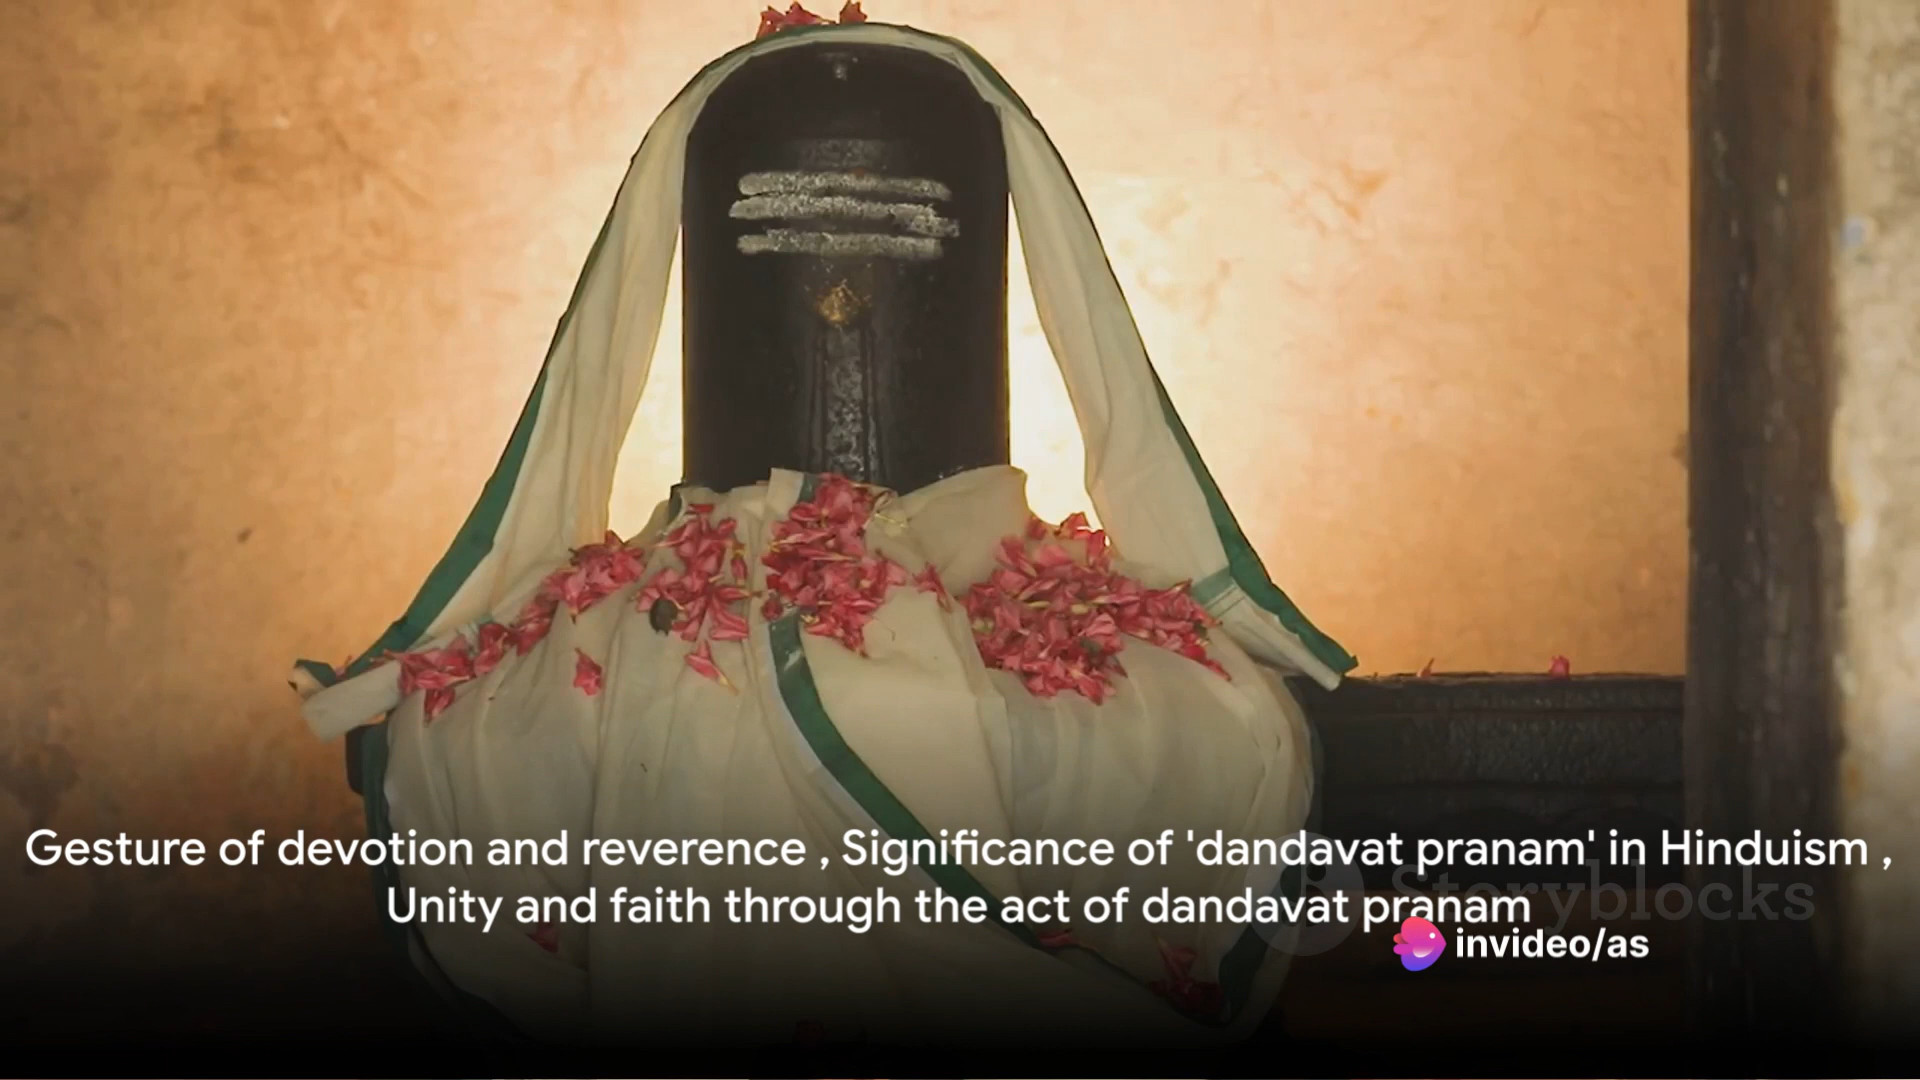 Gesture of devotion and reverence , Significance of 'dandavat pranam' in Hinduism ,
Unity and faith through the act of dandavat pranam
Storyblocks
invideo/as